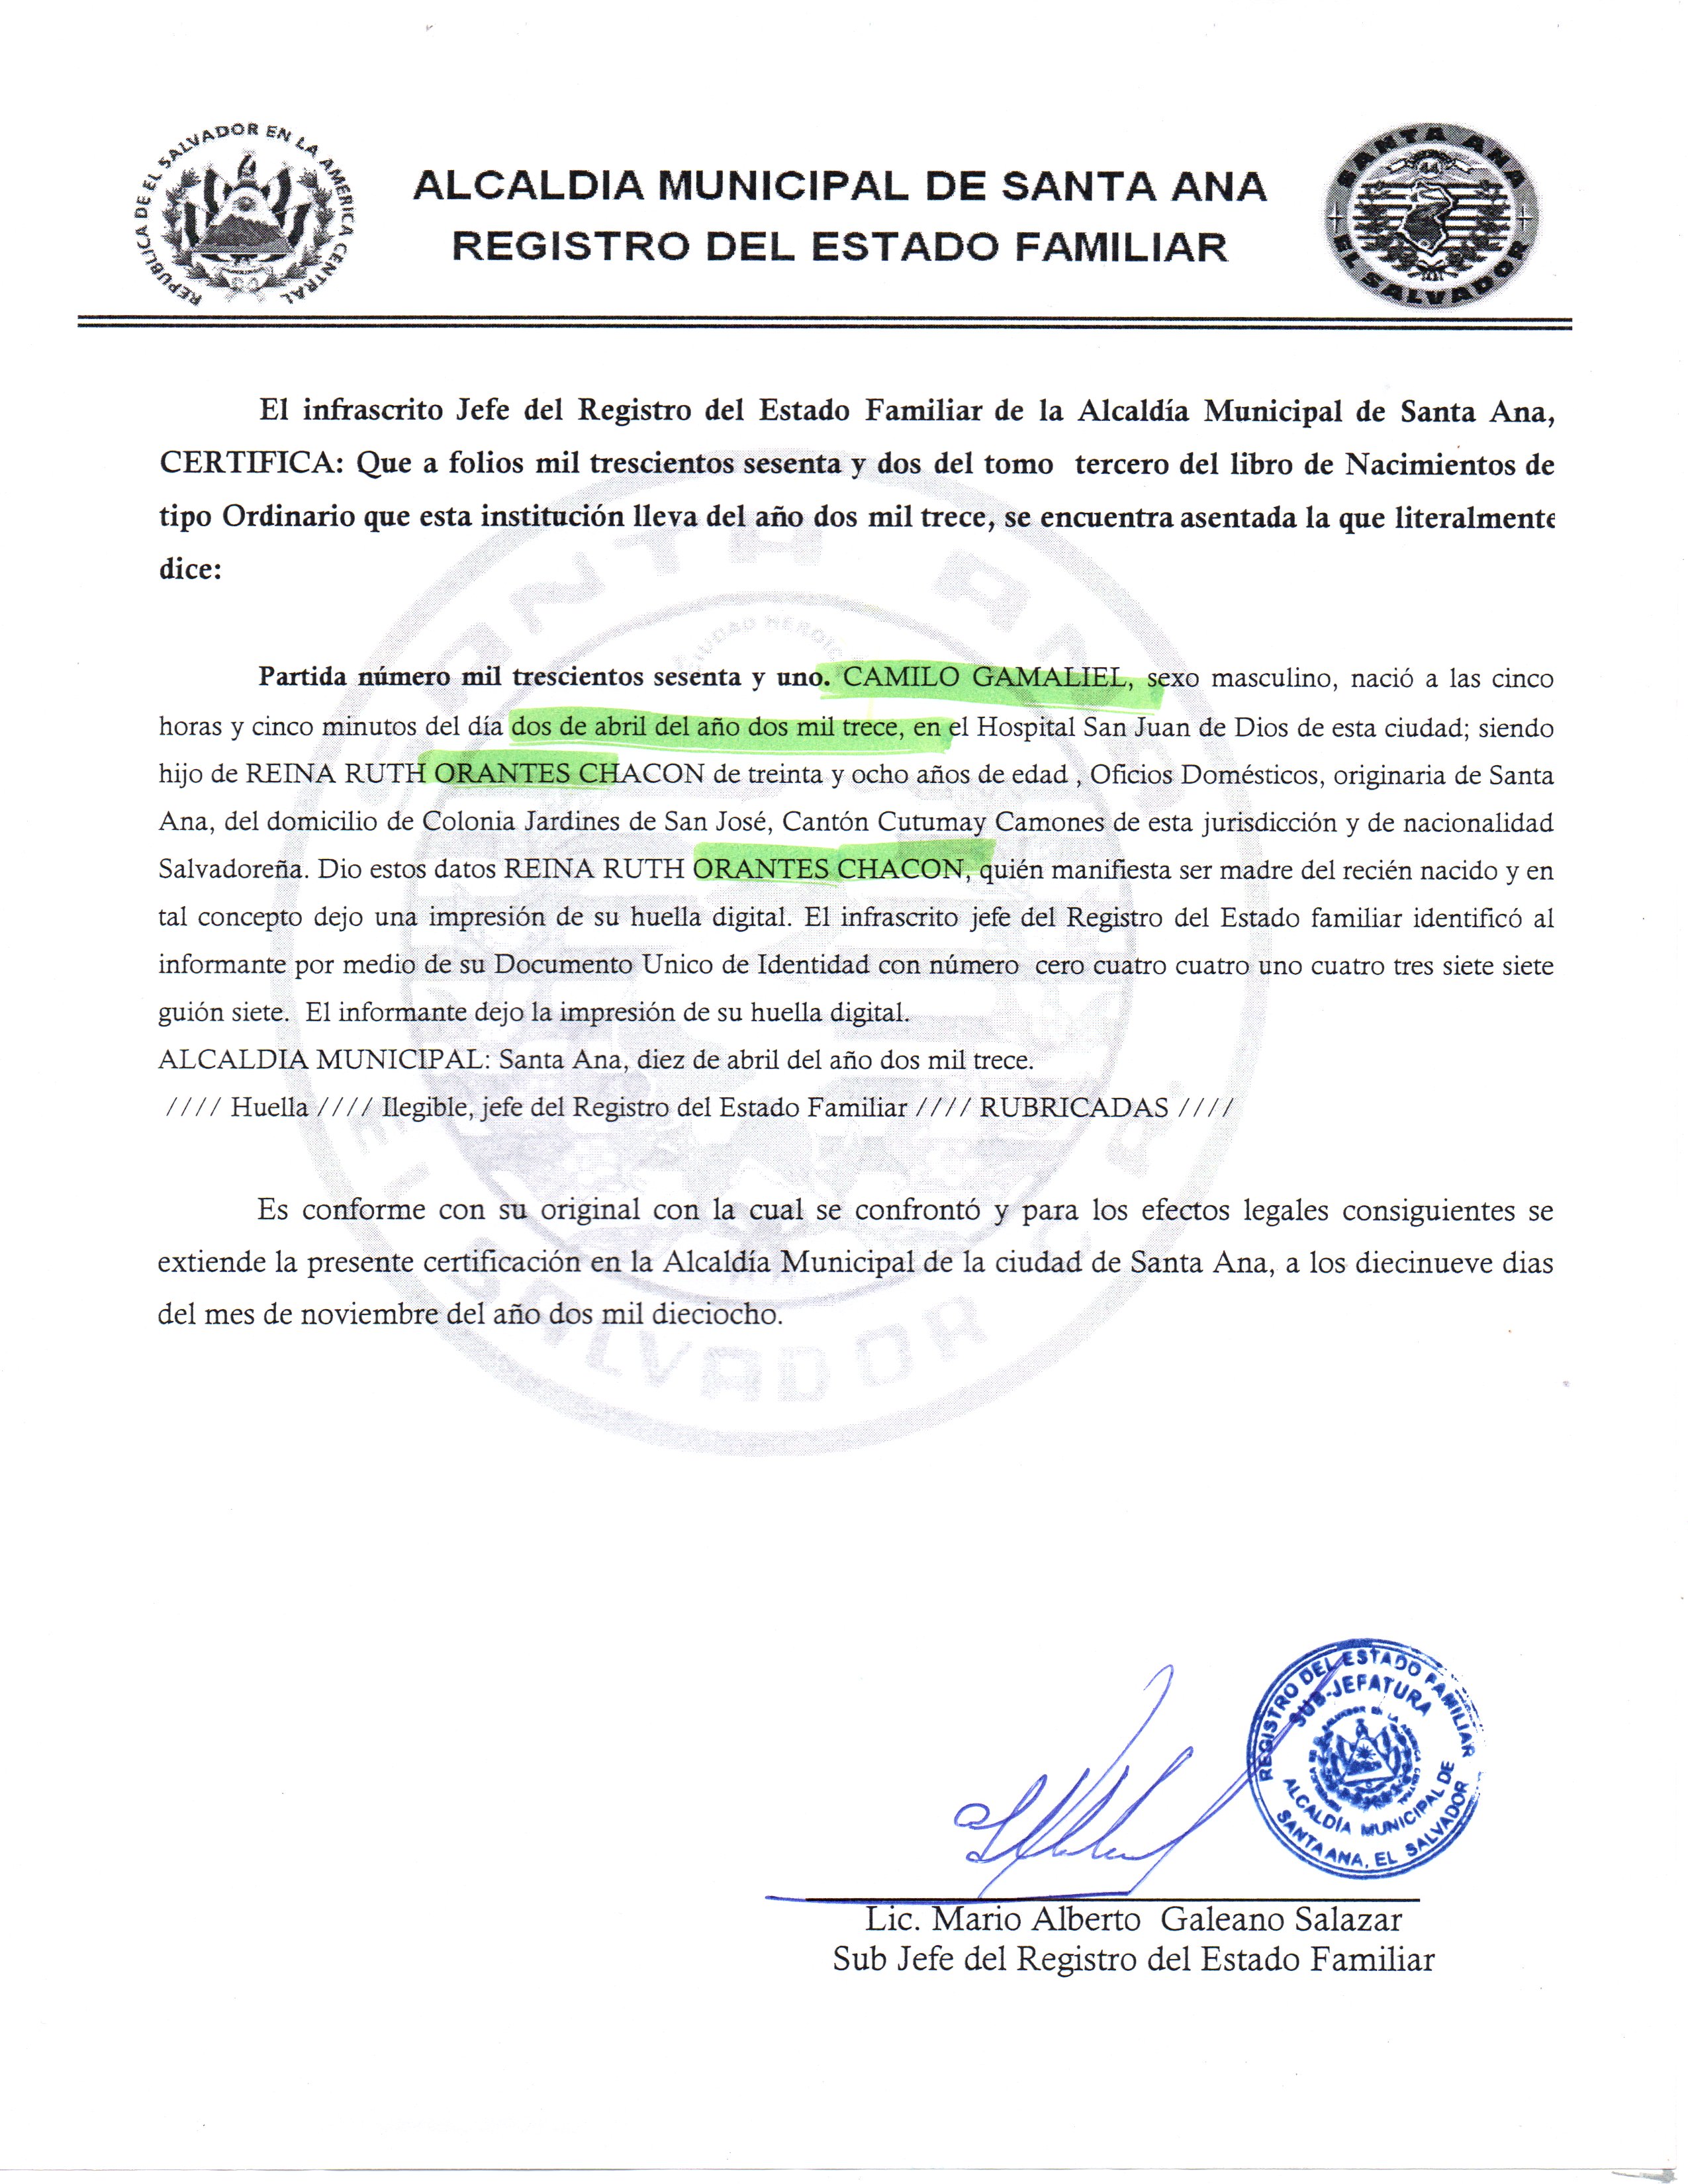 REPUBLICA DE EL SALVADOR EN LA AMERICA CENTRAL
ALCALDIA MUNICIPAL DE SANTA ANA
REGISTRO DEL ESTADO FAMILIAR
SANTA ANA
EL SALVADOR
El infrascrito Jefe del Registro del Estado Familiar de la Alcaldía Municipal de Santa Ana,
CERTIFICA: Que a folios mil trescientos sesenta y dos del tomo tercero del libro de Nacimientos de
tipo Ordinario que esta institución lleva del año dos mil trece, se encuentra asentada la que literalmente
dice:
Partida número mil trescientos sesenta y uno. CAMILO GAMALIEL, sexo masculino, nació a las cinco
horas y cinco minutos del día dos de abril del año dos mil trece, en el Hospital San Juan de Dios de esta ciudad; siendo
hijo de REINA RUTH ORANTES CHACON de treinta y ocho años de edad , Oficios Domésticos, originaria de Santa
Ana, del domicilio de Colonia Jardines de San José, Cantón Cutumay Camones de esta jurisdicción y de nacionalidad
Salvadoreña. Dio estos datos REINA RUTH ORANTES CHACON, quién manifiesta ser madre del recién nacido y en
tal concepto dejo una impresión de su huella digital. El infrascrito jefe del Registro del Estado familiar identificó al
informante por medio de su Documento Unico de Identidad con número cero cuatro cuatro uno cuatro tres siete siete
guión siete. El informante dejo la impresión de su huella digital.
ALCALDIA MUNICIPAL: Santa Ana, diez de abril del año dos mil trece.
//// Huella //// Ilegible, jefe del Registro del Estado Familiar //// RUBRICADAS ////
Es conforme con su original con la cual se confrontó y para los efectos legales consiguientes se
extiende la presente certificación en la Alcaldía Municipal de la ciudad de Santa Ana, a los diecinueve dias
del mes de noviembre del año dos mil dieciocho.
REGISTRO DEL ESTADO FAMILIAR
SUB-JEFATURA
ALCALDIA MUNICIPAL DE
SANTA ANA, EL SALVADOR
Lic. Mario Alberto Galeano Salazar
Sub Jefe del Registro del Estado Familiar